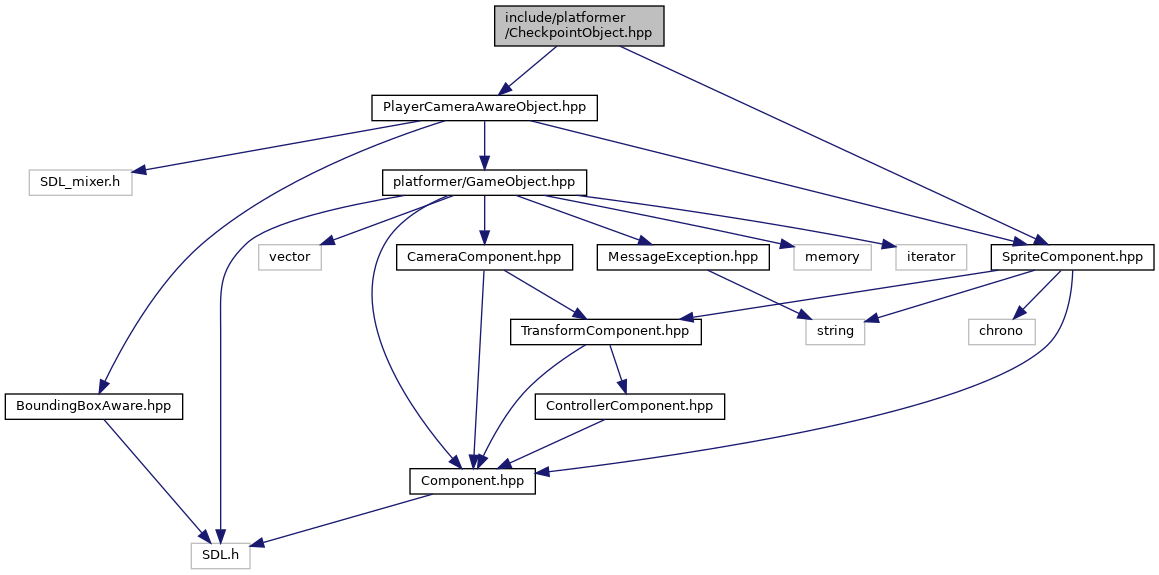 include/platformer
/CheckpointObject.hpp
PlayerCameraAwareObject.hpp
SDL_mixer.h
platformer/GameObject.hpp
vector
CameraComponent.hpp
MessageException.hpp
memory
iterator
SpriteComponent.hpp
TransformComponent.hpp
string
chrono
BoundingBoxAware.hpp
ControllerComponent.hpp
Component.hpp
SDL.h